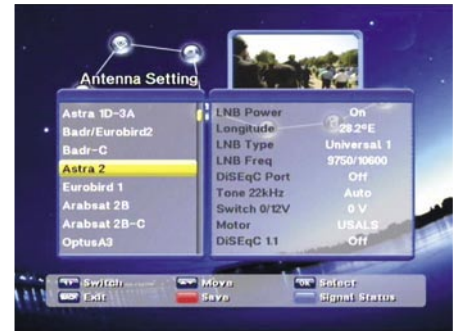 Antenna Setting
Astra 1D-3A
Badr/Eurobird2
Badr-C
Astra 2
Eurobird 1
Arabsat 2B
Arabsat 2B-C
OptusA3
LNB Power On
Longitude 28.2°E
LNB Type Universal 1
LNB Freq 9750/10600
DiSEqC Port Off
Tone 22kHz Auto
Switch 0/12V 0 V
Motor USALS
DiSEqC 1.1 Off
Switch Move OK Select
BACK Exit Save Signal Status